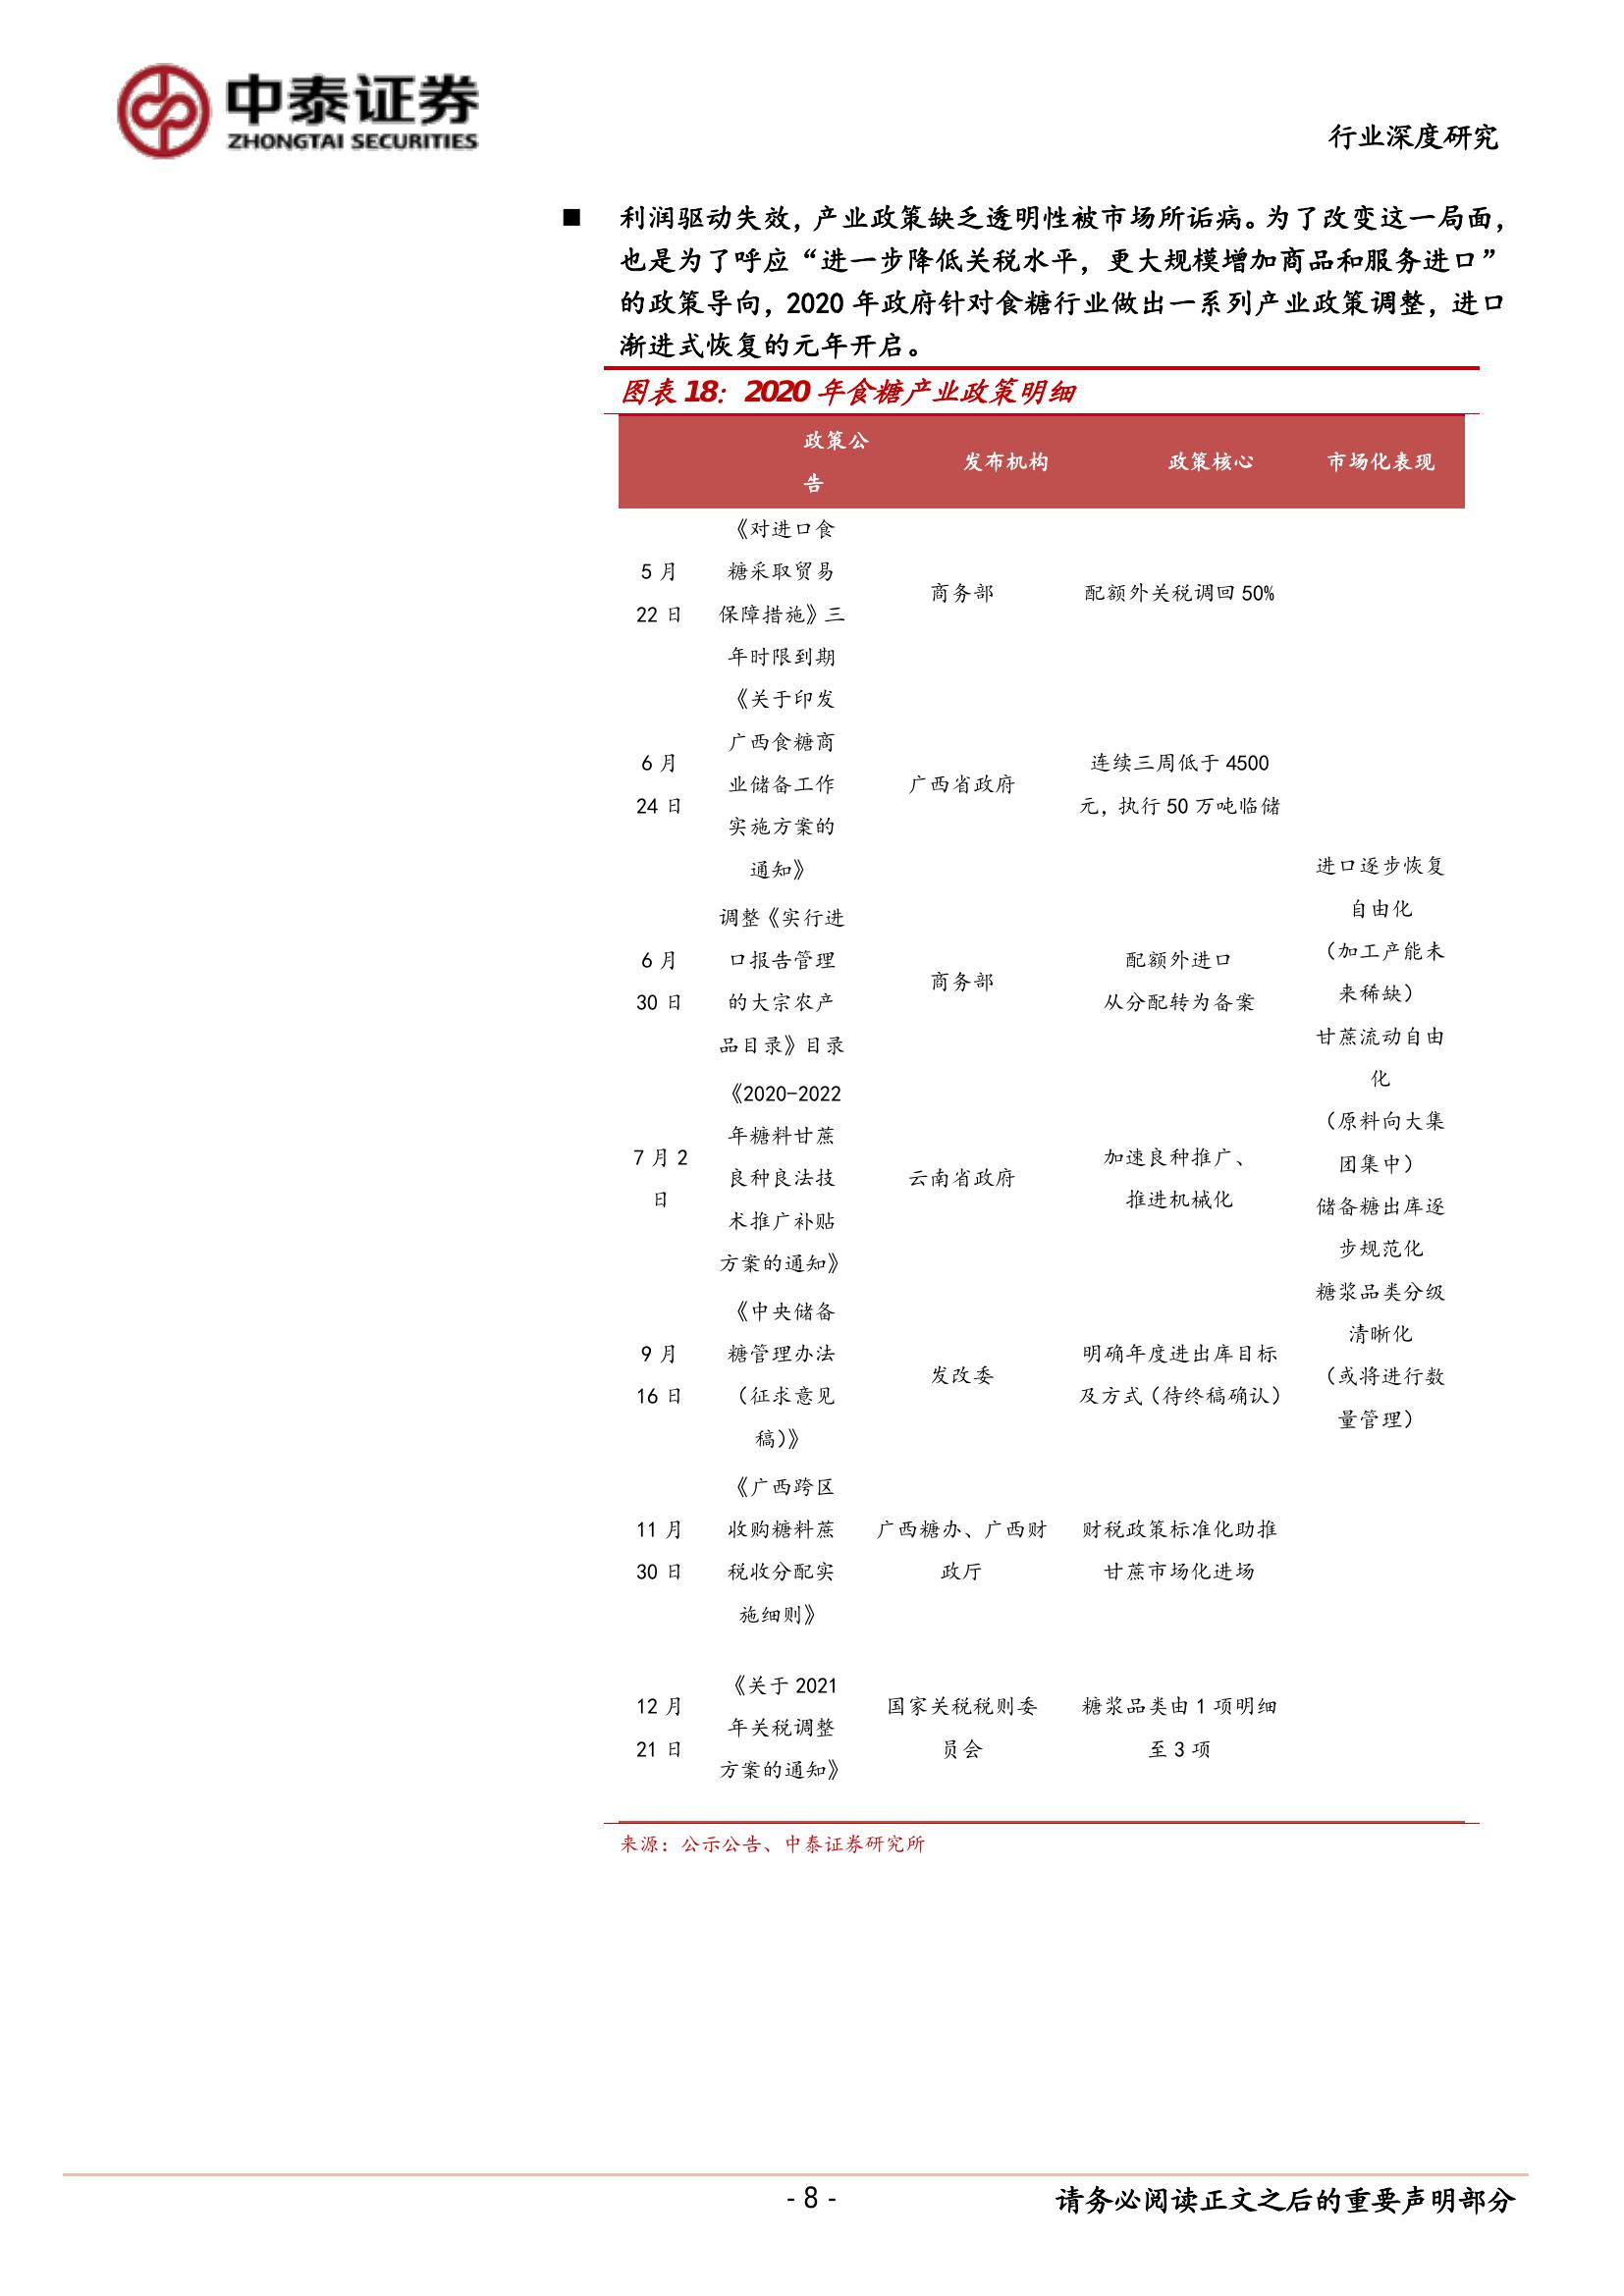 中泰证券
ZHONGTAI SECURITIES
行业深度研究
■ 利润驱动失效，产业政策缺乏透明性被市场所诟病。为了改变这一局面，
也是为了呼应“进一步降低关税水平，更大规模增加商品和服务进口”
的政策导向，2020 年政府针对食糖行业做出一系列产业政策调整，进口
渐进式恢复的元年开启。
图表 18：2020 年食糖产业政策明细
政策公
告
发布机构
政策核心
市场化表现
5 月
22 日
《对进口食
糖采取贸易
保障措施》三
年时限到期
商务部
配额外关税调回 50%
6 月
24 日
《关于印发
广西食糖商
业储备工作
实施方案的
通知》
广西省政府
连续三周低于 4500
元，执行 50 万吨临储
6 月
30 日
调整《实行进
口报告管理
的大宗农产
品目录》目录
商务部
配额外进口
从分配转为备案
7 月 2
日
《2020-2022
年糖料甘蔗
良种良法技
术推广补贴
方案的通知》
云南省政府
加速良种推广、
推进机械化
9 月
16 日
《中央储备
糖管理办法
（征求意见
稿）》
发改委
明确年度进出库目标
及方式（待终稿确认）
11 月
30 日
《广西跨区
收购糖料蔗
税收分配实
施细则》
广西糖办、广西财
政厅
财税政策标准化助推
甘蔗市场化进场
12 月
21 日
《关于 2021
年关税调整
方案的通知》
国家关税税则委
员会
糖浆品类由 1 项明细
至 3 项
进口逐步恢复
自由化
（加工产能未
来稀缺）
甘蔗流动自由
化
（原料向大集
团集中）
储备糖出库逐
步规范化
糖浆品类分级
清晰化
（或将进行数
量管理）
来源：公示公告、中泰证券研究所
- 8 -
请务必阅读正文之后的重要声明部分